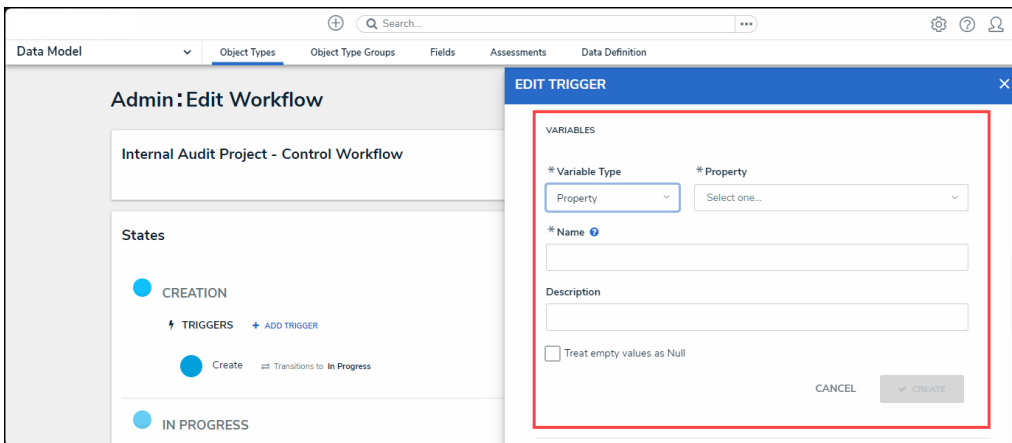 Search...
Data Model
Object Types
Object Type Groups
Fields
Assessments
Data Definition
Admin:Edit Workflow
Internal Audit Project - Control Workflow
States
CREATION
TRIGGERS + ADD TRIGGER
Create Transitions to In Progress
IN PROGRESS
EDIT TRIGGER
VARIABLES
*Variable Type
*Property
Property
Select one...
*Name
Description
Treat empty values as Null
CANCEL
CREATE